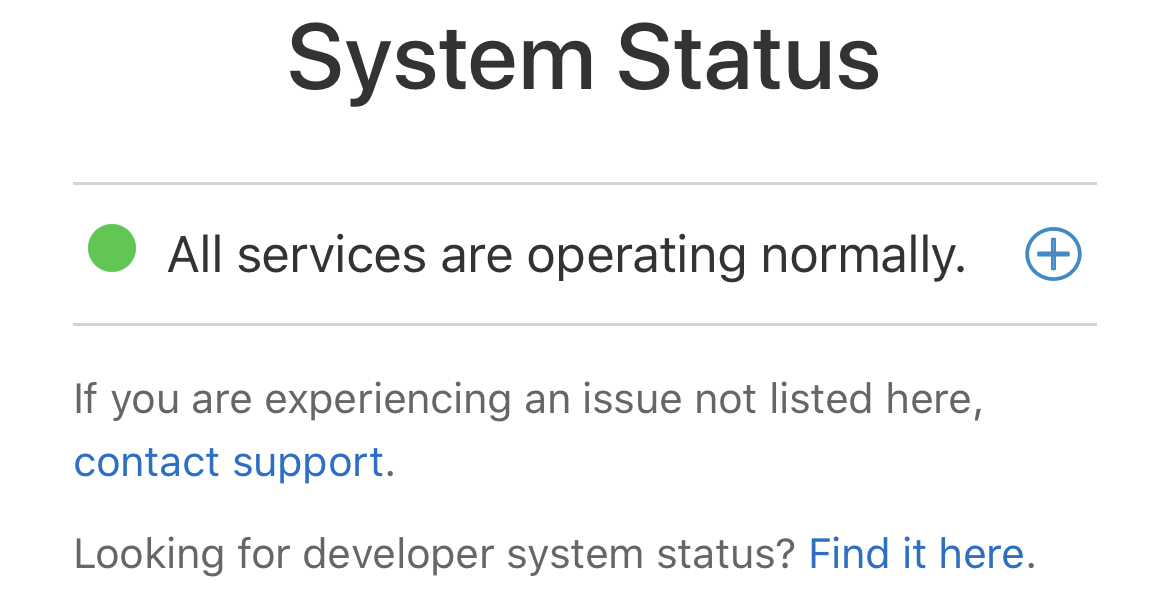 System Status
All services are operating normally.
If you are experiencing an issue not listed here,
contact support.
Looking for developer system status? Find it here.